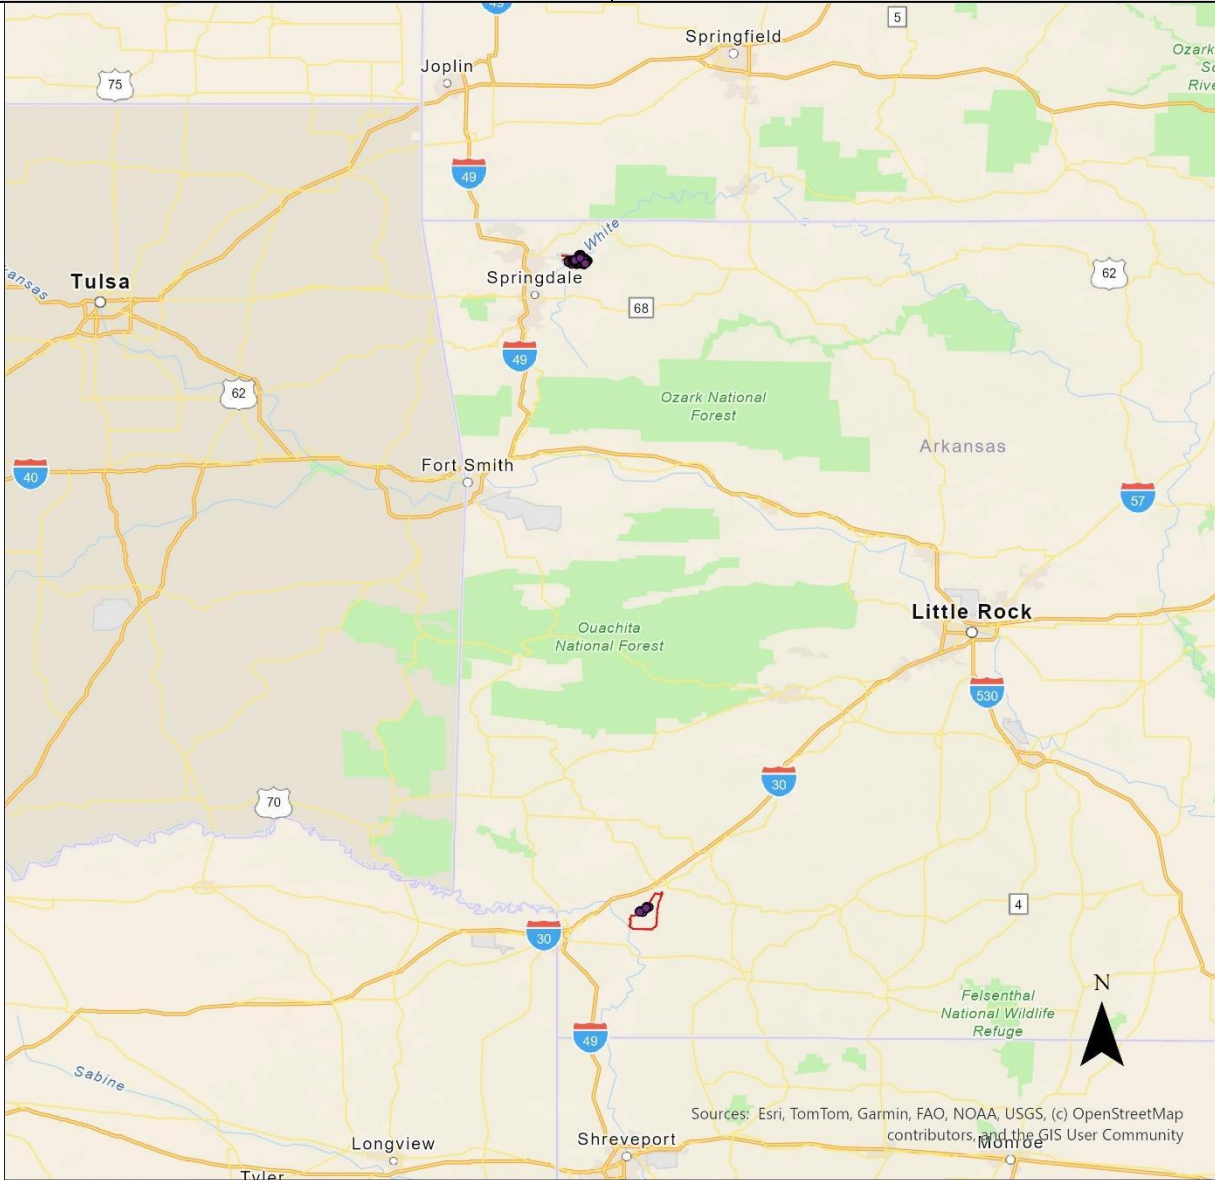 49
5
Springfield
Ozark
Joplin
Sc
Rive
75
49
White
kansas
Tulsa
Springdale
62
68
49
62
Ozark National
Forest
Arkansas
Fort Smith
40
57
Little Rock
Ouachita
National Forest
530
30
70
4
30
N
Felsenthal
National Wildlife
Refuge
49
Sabine
Sources: Esri, TomTom, Garmin, FAO, NOAA, USGS, (c) OpenStreetMap
contributors, and the GIS User Community
Longview
Shreveport
Monroe
Tyler